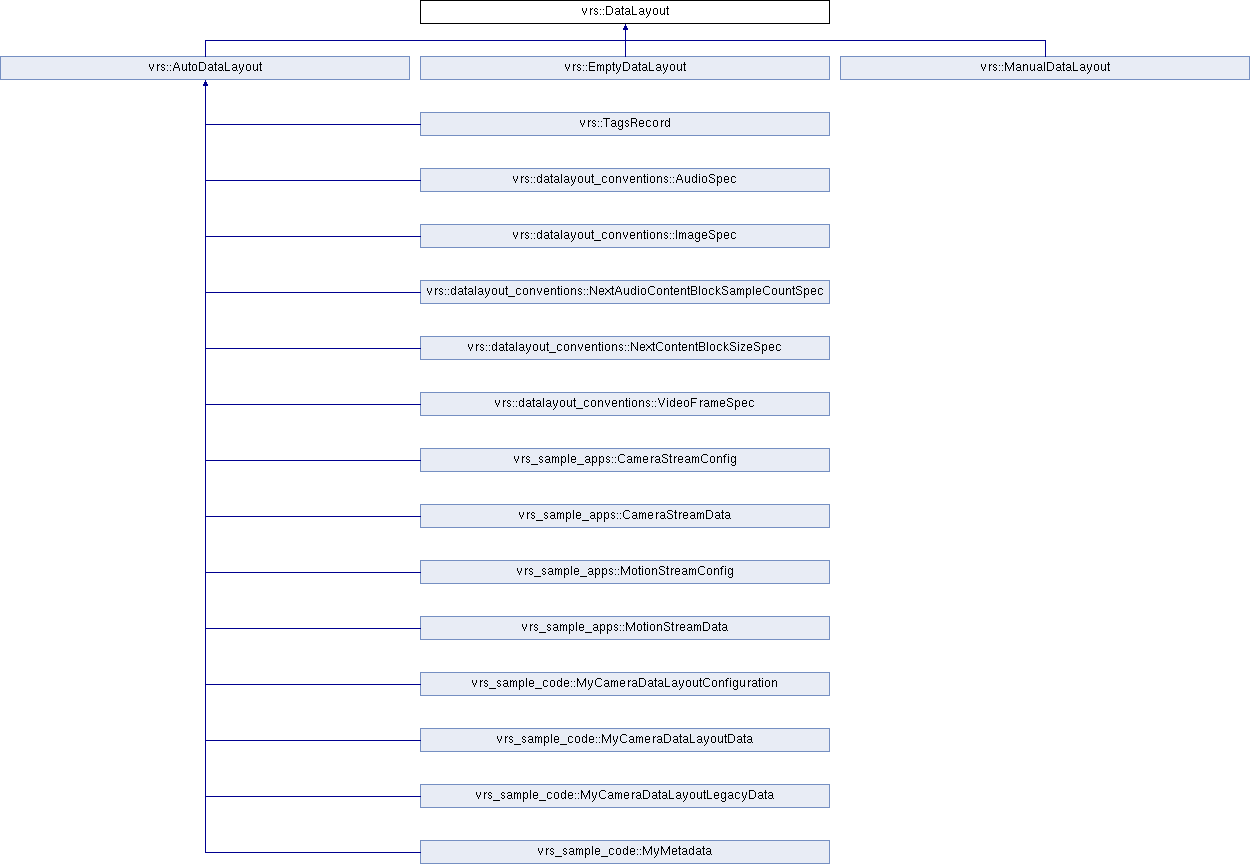 vrs::DataLayout
vrs::AutoDataLayout
vrs::EmptyDataLayout
vrs::ManualDataLayout
vrs::TagsRecord
vrs::datalayout_conventions::AudioSpec
vrs::datalayout_conventions::ImageSpec
vrs::datalayout_conventions::NextAudioContentBlockSampleCountSpec
vrs::datalayout_conventions::NextContentBlockSizeSpec
vrs::datalayout_conventions::VideoFrameSpec
vrs_sample_apps::CameraStreamConfig
vrs_sample_apps::CameraStreamData
vrs_sample_apps::MotionStreamConfig
vrs_sample_apps::MotionStreamData
vrs_sample_code::MyCameraDataLayoutConfiguration
vrs_sample_code::MyCameraDataLayoutData
vrs_sample_code::MyCameraDataLayoutLegacyData
vrs_sample_code::MyMetadata